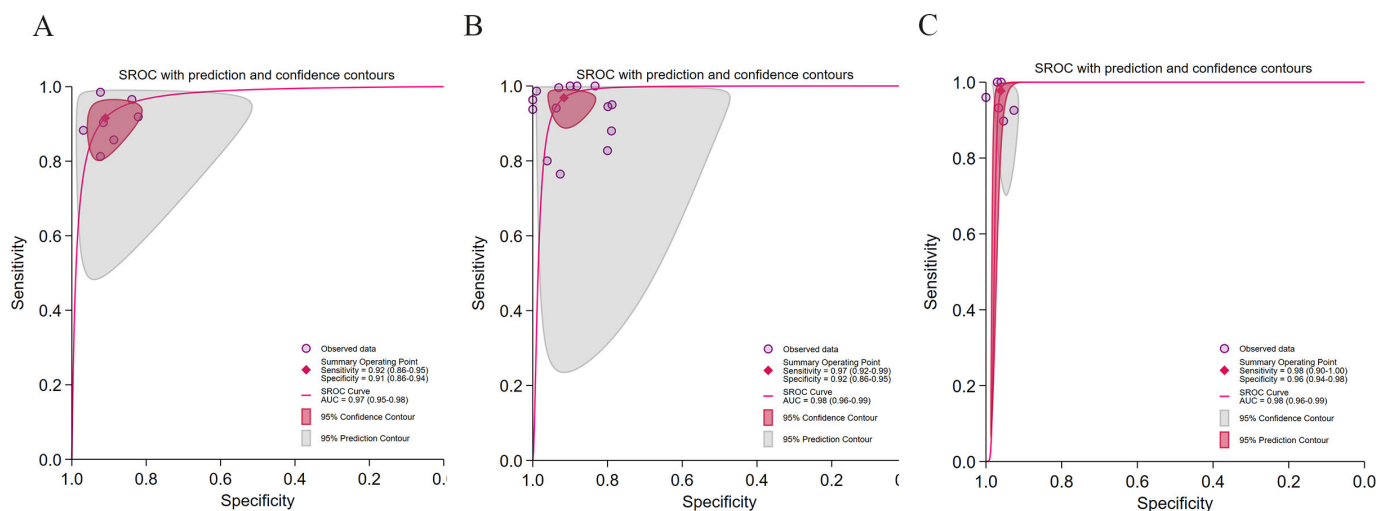 A
SROC with prediction and confidence contours
1.0
0.8
0.6
0.4
0.2
0.0
Sensitivity
1.0
0.8
0.6
0.4
0.2
0.
Specificity
Observed data
Summary Operating Point
Sensitivity = 0.92 (0.86-0.95)
Specificity = 0.91 (0.86-0.94)
SROC Curve
AUC = 0.97 (0.95-0.98)
95% Confidence Contour
95% Prediction Contour
B
SROC with prediction and confidence contours
1.0
0.8
0.6
0.4
0.2
0.0
Sensitivity
1.0
0.8
0.6
0.4
0.2
0.
Specificity
Observed data
Summary Operating Point
Sensitivity = 0.97 (0.92-0.99)
Specificity = 0.92 (0.86-0.95)
SROC Curve
AUC = 0.98 (0.96-0.99)
95% Confidence Contour
95% Prediction Contour
C
SROC with prediction and confidence contours
1.0
0.8
0.6
0.4
0.2
0.0
Sensitivity
1.0
0.8
0.6
0.4
0.2
0.0
Specificity
Observed data
Summary Operating Point
Sensitivity = 0.98 (0.90-1.00)
Specificity = 0.96 (0.94-0.98)
SROC Curve
AUC = 0.98 (0.96-0.99)
95% Confidence Contour
95% Prediction Contour